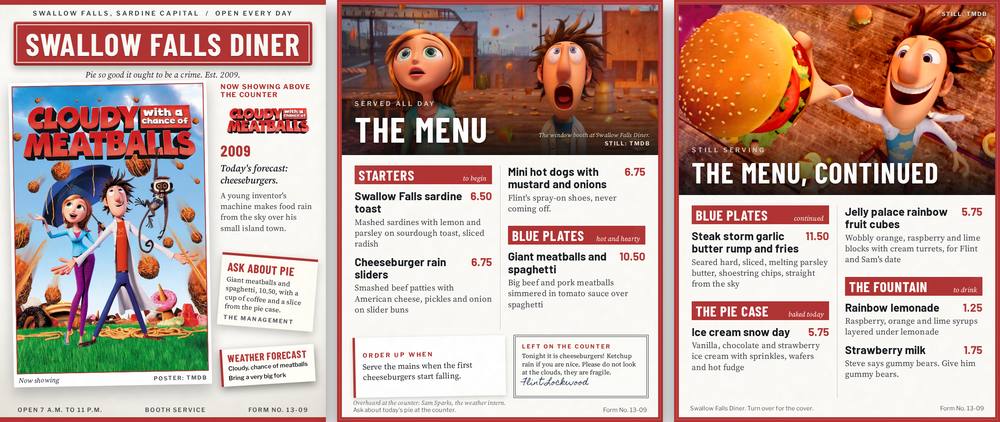 SWALLOW FALLS, SARDINE CAPITAL / OPEN EVERY DAY
SWALLOW FALLS DINER
Pie so good it ought to be a crime. Est. 2009.
CLOUDY
with a
chance of
MEATBALLS
Now showing
POSTER: TMDB
NOW SHOWING ABOVE
THE COUNTER
CLOUDY
with a
chance of
MEATBALLS
2009
Today's forecast:
cheeseburgers.
A young inventor's
machine makes food rain
from the sky over his
small island town.
ASK ABOUT PIE
Giant meatballs and
spaghetti, 10.50, with a
cup of coffee and a slice
from the pie case.
THE MANAGEMENT
WEATHER FORECAST
Cloudy, chance of meatballs
Bring a very big fork
OPEN 7 A.M. TO 11 P.M.
BOOTH SERVICE
FORM NO. 13-09
SERVED ALL DAY
THE MENU
The window booth at Swallow Falls Diner.
STILL: TMDB
STARTERS
to begin
Swallow Falls sardine 6.50
toast
Mashed sardines with lemon and
parsley on sourdough toast, sliced
radish
Cheeseburger rain 6.75
sliders
Smashed beef patties with
American cheese, pickles and onion
on slider buns
Mini hot dogs with 6.75
mustard and onions
Flint's spray-on shoes, never
coming off.
BLUE PLATES
hot and hearty
Giant meatballs and 10.50
spaghetti
Big beef and pork meatballs
simmered in tomato sauce over
spaghetti
ORDER UP WHEN
Serve the mains when the first
cheeseburgers start falling.
LEFT ON THE COUNTER
Tonight it is cheeseburgers! Ketchup
rain if you are nice. Please do not look
at the clouds, they are fragile.
Flint Lockwood
Overheard at the counter: Sam Sparks, the weather intern.
Ask about today's pie at the counter.
Form No. 13-09
STILL: TMDB
STILL SERVING
THE MENU, CONTINUED
BLUE PLATES
continued
Steak storm garlic 11.50
butter rump and fries
Seared hard, sliced, melting parsley
butter, shoestring chips, straight
from the sky
THE PIE CASE
baked today
Ice cream snow day 5.75
Vanilla, chocolate and strawberry
ice cream with sprinkles, wafers
and hot fudge
Jelly palace rainbow 5.75
fruit cubes
Wobbly orange, raspberry and lime
blocks with cream turrets, for Flint
and Sam's date
THE FOUNTAIN
to drink
Rainbow lemonade 1.25
Raspberry, orange and lime syrups
layered under lemonade
Strawberry milk 1.75
Steve says gummy bears. Give him
gummy bears.
Swallow Falls Diner. Turn over for the cover.
Form No. 13-09